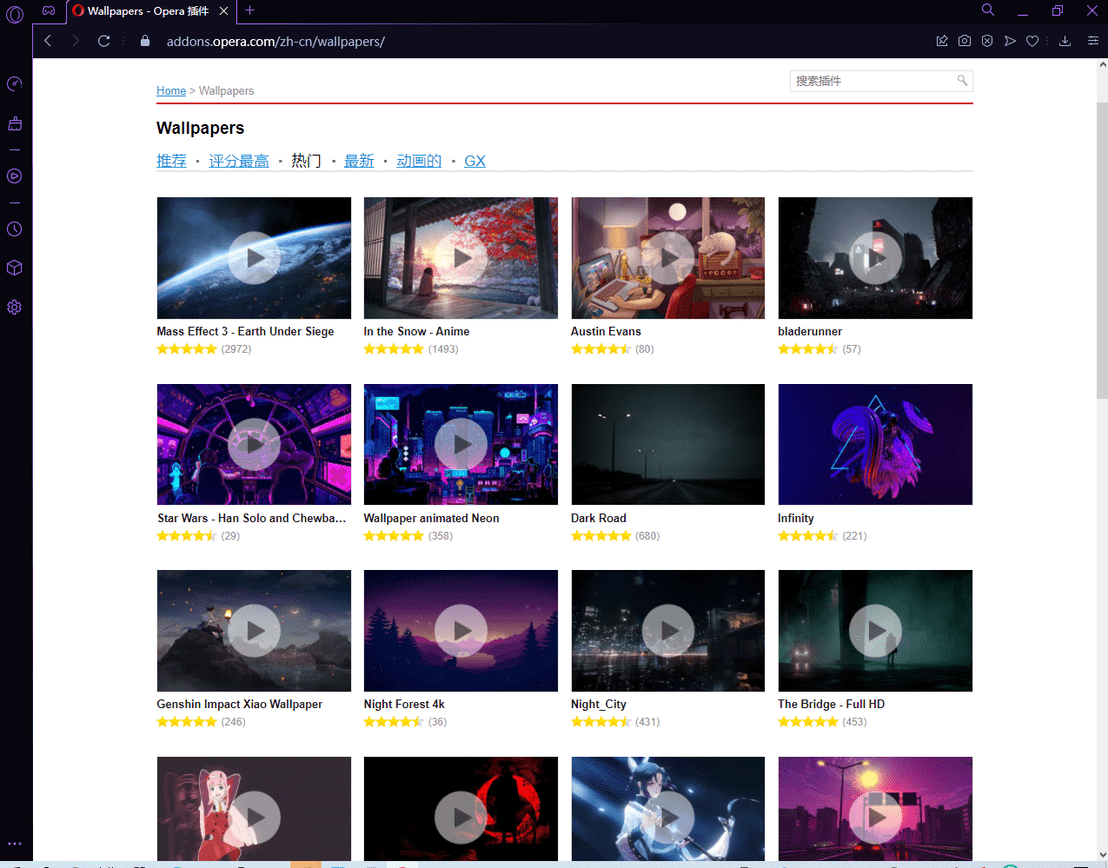 Wallpapers - Opera 插件
addons.opera.com/zh-cn/wallpapers/
搜索插件
Home > Wallpapers
Wallpapers
推荐 · 评分最高 · 热门 · 最新 · 动画的 · GX
Mass Effect 3 - Earth Under Siege In the Snow - Anime Austin Evans bladerunner
(2972) (1493) (80) (57)
Star Wars - Han Solo and Chewba... Wallpaper animated Neon Dark Road Infinity
(29) (358) (680) (221)
Genshin Impact Xiao Wallpaper Night Forest 4k Night_City The Bridge - Full HD
(246) (36) (431) (453)